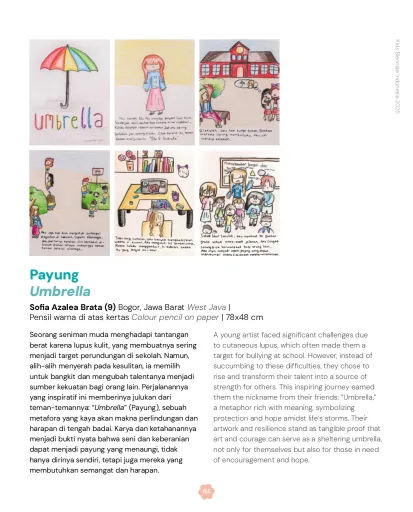 Kids Biennale Indonesia 2025
umbrella
Payung
Umbrella
Sofia Azalea Brata (9) Bogor, Jawa Barat West Java |
Pensil warna di atas kertas Colour pencil on paper | 78x48 cm
Seorang seniman muda menghadapi tantangan
berat karena lupus kulit, yang membuatnya sering
menjadi target perundungan di sekolah. Namun,
alih-alih menyerah pada kesulitan, ia memilih
untuk bangkit dan mengubah talentanya menjadi
sumber kekuatan bagi orang lain. Perjalanannya
yang inspiratif ini memberinya julukan dari
teman-temannya: “Umbrella” (Payung), sebuah
metafora yang kaya akan makna perlindungan dan
harapan di tengah badai. Karya dan ketahanannya
menjadi bukti nyata bahwa seni dan keberanian
dapat menjadi payung yang menaungi, tidak
hanya dirinya sendiri, tetapi juga mereka yang
membutuhkan semangat dan harapan.
A young artist faced significant challenges due
to cutaneous lupus, which often made them a
target for bullying at school. However, instead of
succumbing to these difficulties, they chose to
rise and transform their talent into a source of
strength for others. This inspiring journey earned
them the nickname from their friends: “Umbrella,”
a metaphor rich with meaning, symbolizing
protection and hope amidst life’s storms. Their
artwork and resilience stand as tangible proof that
art and courage can serve as a sheltering umbrella,
not only for themselves but also for those in need
of encouragement and hope.